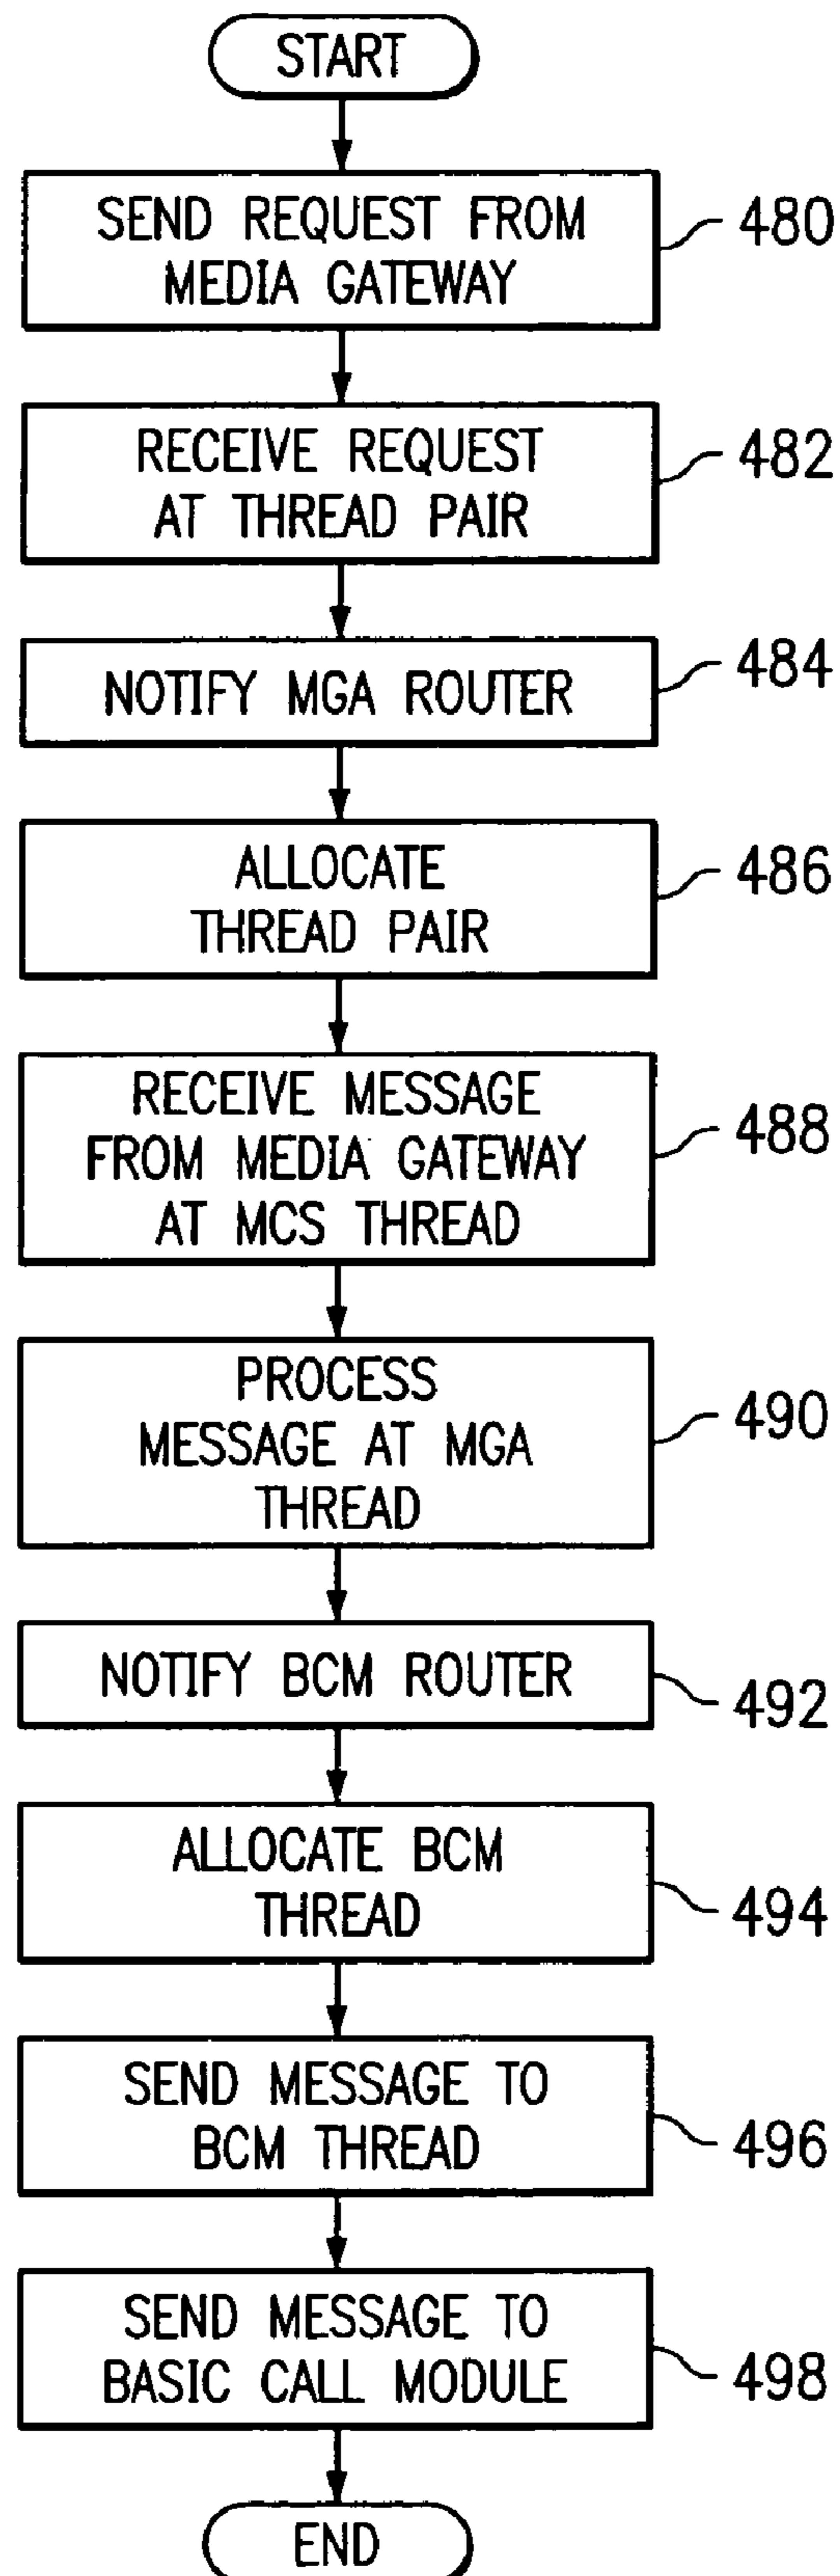 START
SEND REQUEST FROM
MEDIA GATEWAY
480
RECEIVE REQUEST
AT THREAD PAIR
482
NOTIFY MGA ROUTER
484
ALLOCATE
THREAD PAIR
486
RECEIVE MESSAGE
FROM MEDIA GATEWAY
AT MCS THREAD
488
PROCESS
MESSAGE AT MGA
THREAD
490
NOTIFY BCM ROUTER
492
ALLOCATE BCM
THREAD
494
SEND MESSAGE TO
BCM THREAD
496
SEND MESSAGE TO
BASIC CALL MODULE
498
END